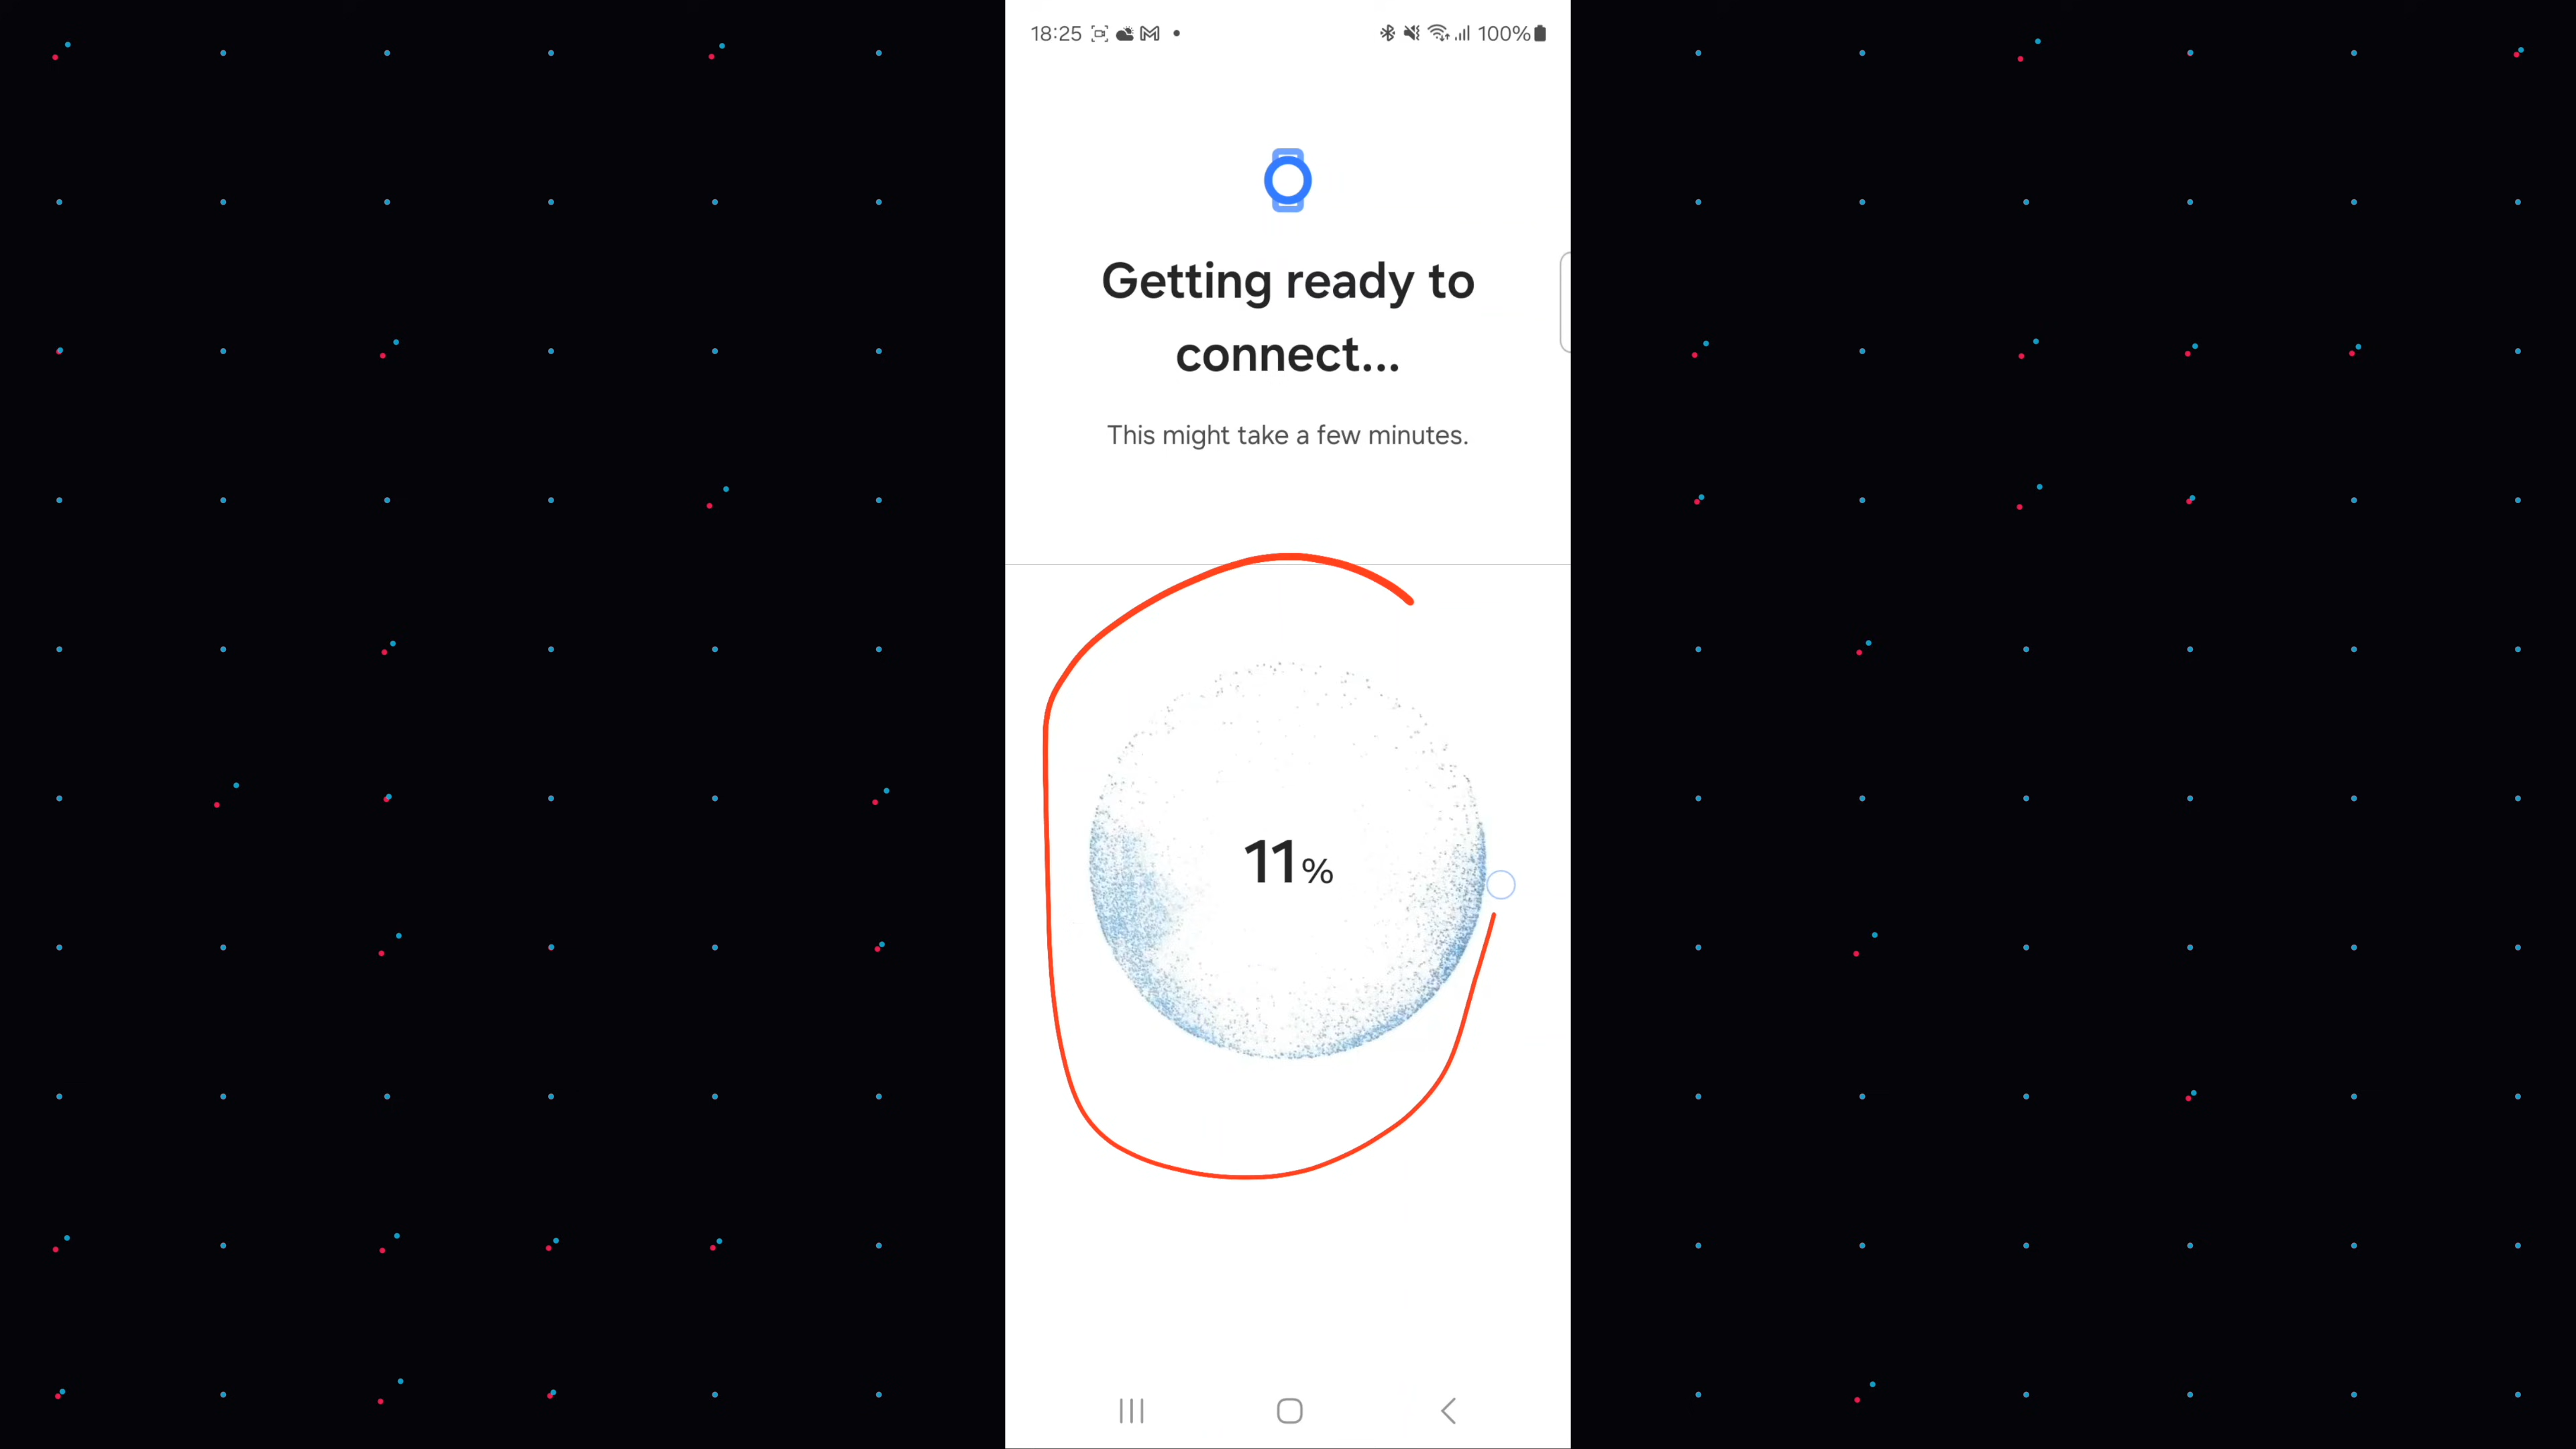 18:25 100%
Getting ready to
connect...
This might take a few minutes.
11%